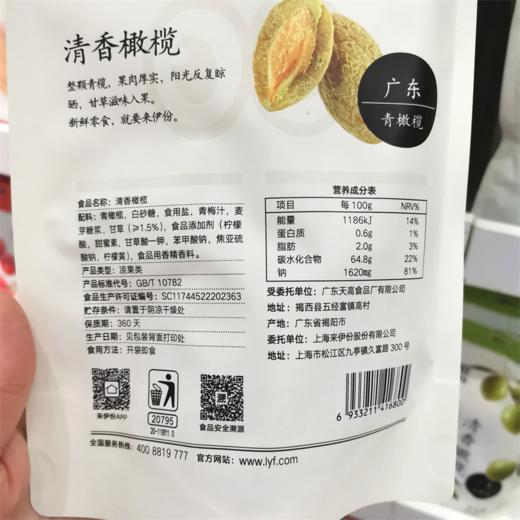 清香橄榄
整颗青榄，果肉厚实，阳光反复晾
晒，甘草滋味入果。
新鲜零食，就要来伊份。
广东
青橄榄
食品名称：清香橄榄
配料：青橄榄，白砂糖，食用盐，青梅汁，麦
芽糖浆，甘草（≥1.5%），食品添加剂（柠檬
酸，甜蜜素，甘草酸一钾，苯甲酸钠，焦亚硫
酸钠，柠檬黄），食用香精香料。
产品类型：凉果类
产品标准代号：GB/T 10782
食品生产许可证编号：SC11744522202363
贮存条件：请置于阴凉干燥处
保质期：360 天
生产日期：见包装背面打印处
食用方法：开袋即食
营养成分表
项目 每 100g NRV%
能量 1186kJ 14%
蛋白质 0.6g 1%
脂肪 2.0g 3%
碳水化合物 64.8g 22%
钠 1620mg 81%
受委托单位：广东天高食品厂有限公司
地址：揭西县五经富镇高村
产地：广东省揭阳市
委托单位：上海来伊份股份有限公司
地址：上海市松江区九亭镇久富路 300 号
来伊份APP
20795
20-118Y1.0
溯
食品安全溯源
6 933211 416800
全国服务热线：400 8819 777 官方网站：www.lyf.com
清香橄榄